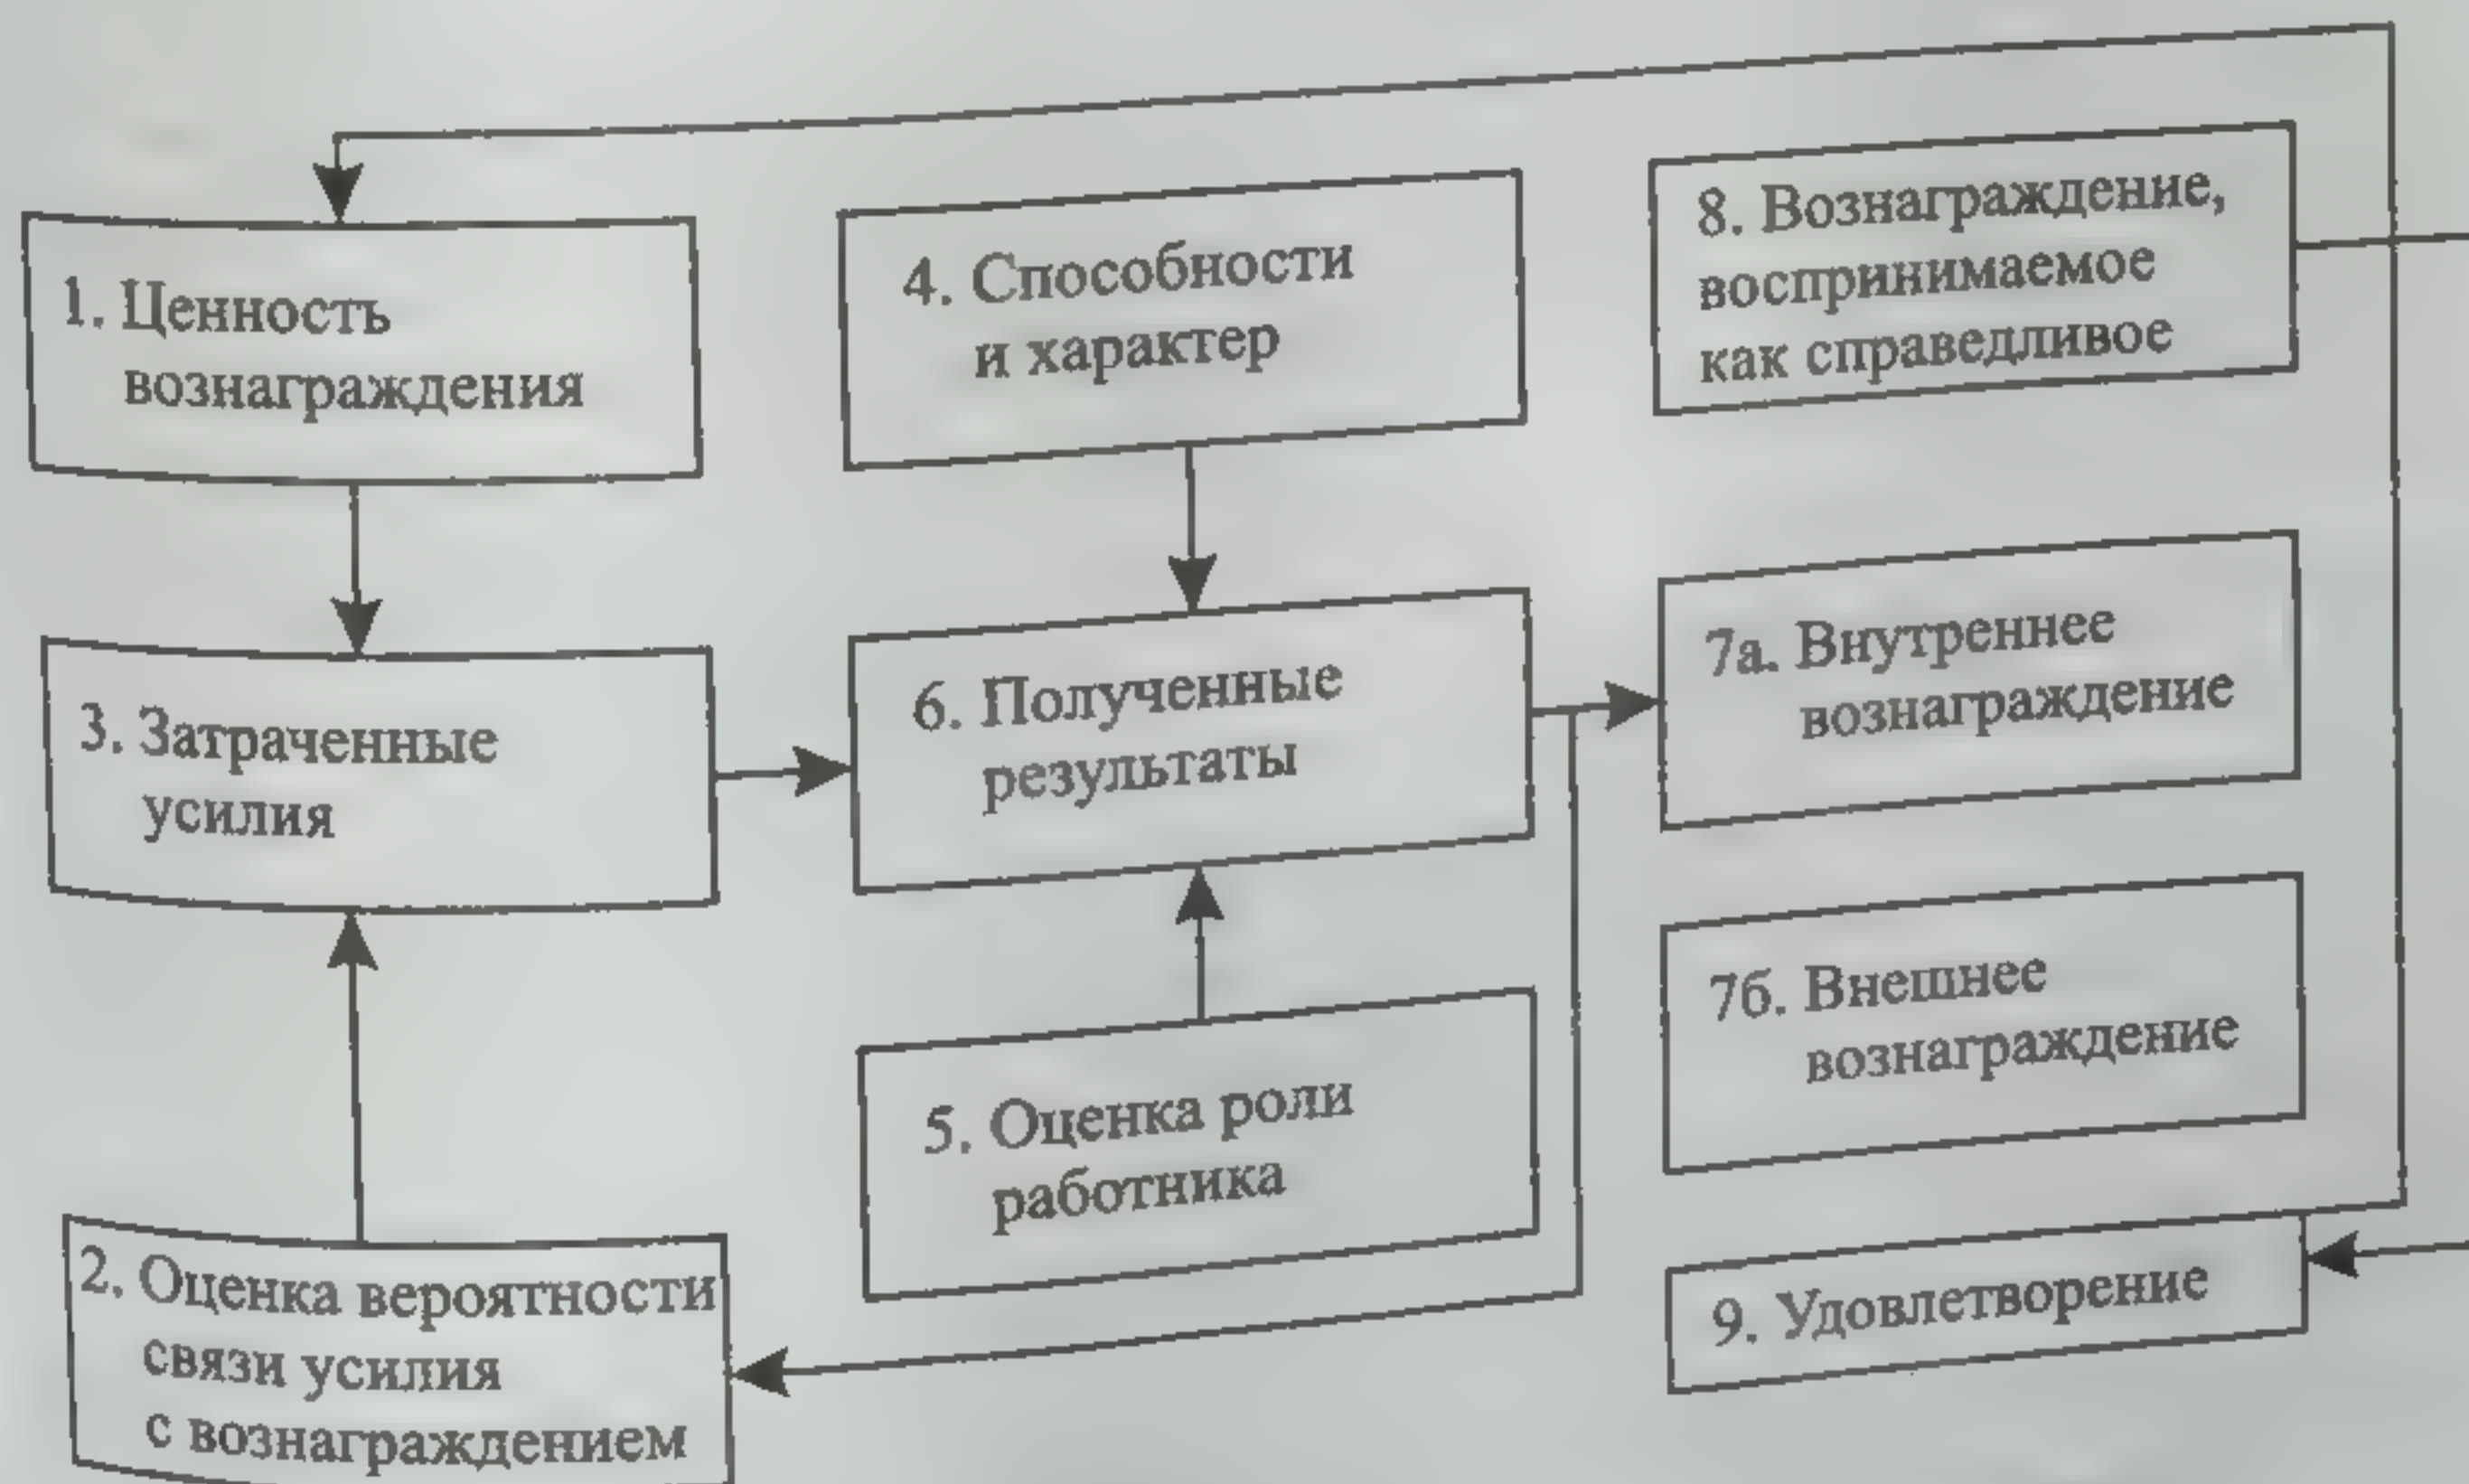 1. Ценность
вознаграждения
4. Способности
и характер
8. Вознаграждение,
воспринимаемое
как справедливое
3. Затраченные
усилия
6. Полученные
результаты
7а. Внутреннее
вознаграждение
7б. Внешнее
вознаграждение
2. Оценка вероятности
связи усилия
с вознаграждением
5. Оценка роли
работника
9. Удовлетворение